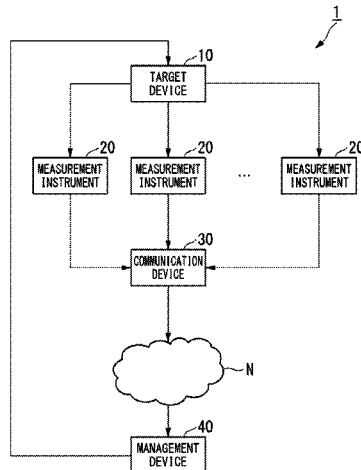 1
10
TARGET
DEVICE
20 20 20
MEASUREMENT MEASUREMENT ... MEASUREMENT
INSTRUMENT INSTRUMENT INSTRUMENT
30
COMMUNICATION
DEVICE
N
40
MANAGEMENT
DEVICE